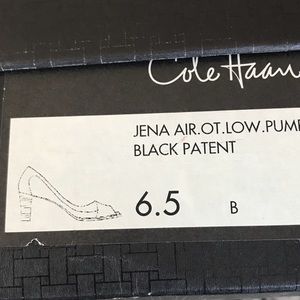 Cole Haan
JENA AIR.OT.LOW.PUMP
BLACK PATENT
6.5 B